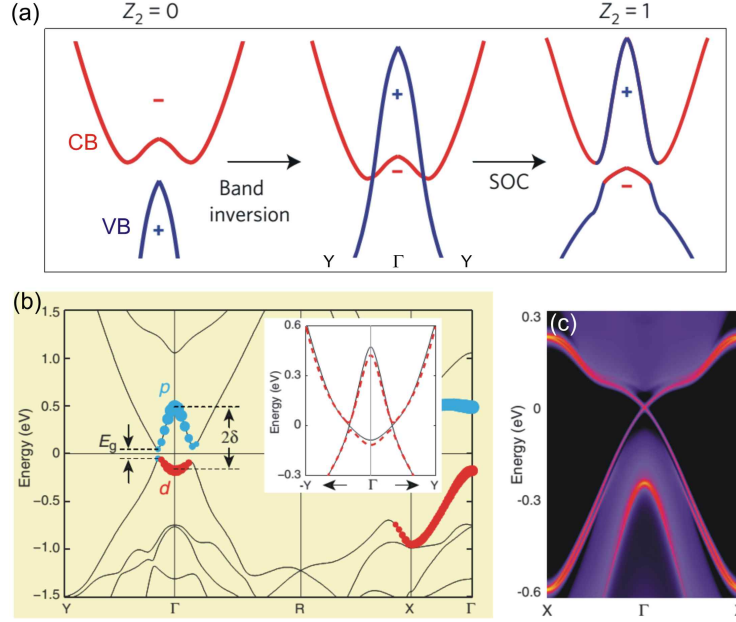 (a)
Z₂ = 0
Z₂ = 1
−
+
−
+
−
CB
Band
inversion
SOC
VB
+
Y
Γ
Y
(b)
1.5
1.0
0.5
0
−0.5
−1.0
−1.5
Energy (eV)
p
E_g
2δ
d
Y
Γ
R
X
Γ
0.6
0.3
0
-0.3
Energy (eV)
-Y
Γ
Y
(c)
0.3
0
-0.3
-0.6
Energy (eV)
X
Γ